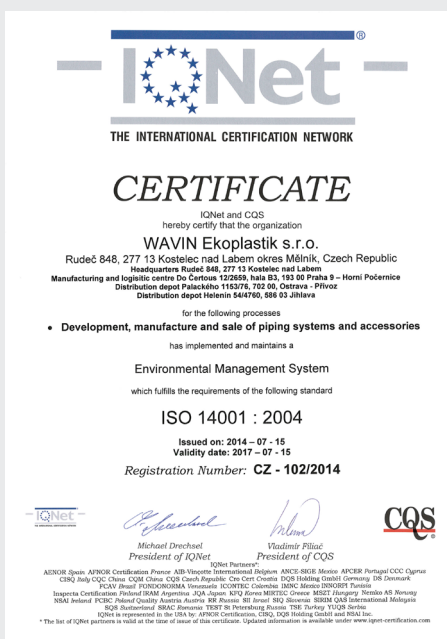 IQNet®
THE INTERNATIONAL CERTIFICATION NETWORK
CERTIFICATE
IQNet and CQS
hereby certify that the organization
WAVIN Ekoplastik s.r.o.
Rudeč 848, 277 13 Kostelec nad Labem okres Mělník, Czech Republic
Headquarters Rudeč 848, 277 13 Kostelec nad Labem
Manufacturing and logisitic centre Do Čertous 12/2659, hala B3, 193 00 Praha 9 – Horní Počernice
Distribution depot Palackého 1153/76, 702 00, Ostrava - Přívoz
Distribution depot Helenín 54/4760, 586 03 Jihlava
for the following processes
• Development, manufacture and sale of piping systems and accessories
has implemented and maintains a
Environmental Management System
which fulfills the requirements of the following standard
ISO 14001 : 2004
Issued on: 2014 – 07 - 15
Validity date: 2017 – 07 - 15
Registration Number: CZ - 102/2014
IQNet
CQS
Michael Drechsel
President of IQNet
Vladimír Filiač
President of CQS
IQNet Partners*:
AENOR Spain AFNOR Certification France AIB-Vinçotte International Belgium ANCE-SIGE Mexico APCER Portugal CCC Cyprus
CISQ Italy CQC China CQM China CQS Czech Republic Cro Cert Croatia DQS Holding GmbH Germany DS Denmark
FCAV Brazil FONDONORMA Venezuela ICONTEC Colombia IMNC Mexico INNORPI Tunisia
Inspecta Certification Finland IRAM Argentina JQA Japan KFQ Korea MIRTEC Greece MSZT Hungary Nemko AS Norway
NSAI Ireland PCBC Poland Quality Austria Austria RR Russia SII Israel SIQ Slovenia SIRIM QAS International Malaysia
SQS Switzerland SRAC Romania TEST St Petersburg Russia TSE Turkey YUQS Serbia
IQNet is represented in the USA by: AFNOR Certification, CISQ, DQS Holding GmbH and NSAI Inc.
* The list of IQNet partners is valid at the time of issue of this certificate. Updated information is available under www.iqnet-certification.com